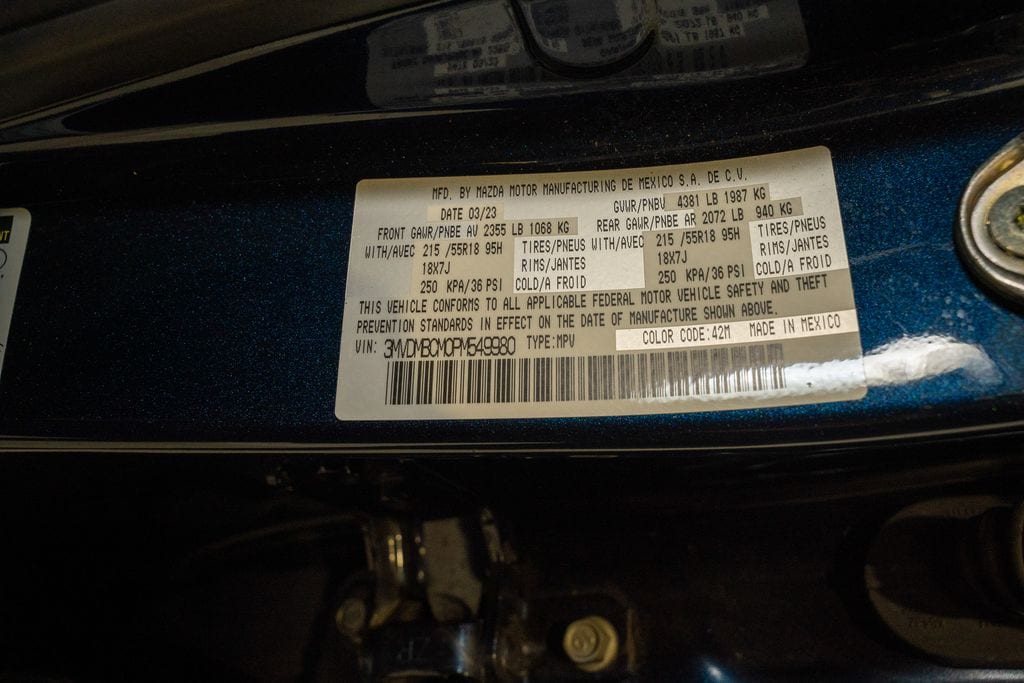 MFD. BY MAZDA MOTOR MANUFACTURING DE MEXICO S.A. DE C.V.
DATE 03/23 GVWR/PNBV 4381 LB 1987 KG
FRONT GAWR/PNBE AV 2355 LB 1068 KG REAR GAWR/PNBE AR 2072 LB 940 KG
WITH/AVEC 215 /55R18 95H TIRES/PNEUS WITH/AVEC 215 /55R18 95H TIRES/PNEUS
18X7J RIMS/JANTES 18X7J RIMS/JANTES
250 KPA/36 PSI COLD/A FROID 250 KPA/36 PSI COLD/A FROID
THIS VEHICLE CONFORMS TO ALL APPLICABLE FEDERAL MOTOR VEHICLE SAFETY AND THEFT
PREVENTION STANDARDS IN EFFECT ON THE DATE OF MANUFACTURE SHOWN ABOVE.
VIN: 3MVDMBCM0PM549980 TYPE:MPV COLOR CODE:42M MADE IN MEXICO